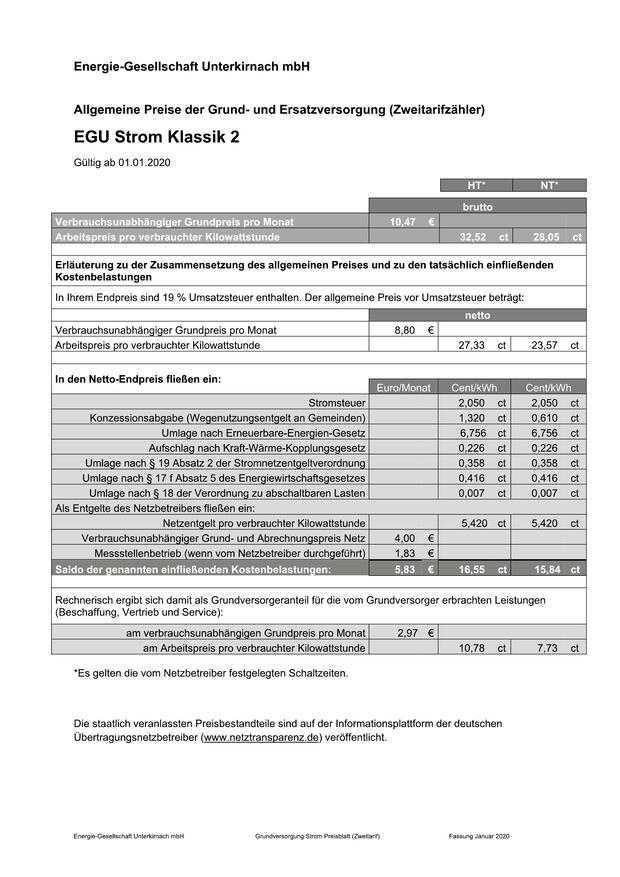 Energie-Gesellschaft Unterkirnach mbH
Allgemeine Preise der Grund- und Ersatzversorgung (Zweitarifzähler)
EGU Strom Klassik 2
Gültig ab 01.01.2020
HT* NT*
brutto
Verbrauchsunabhängiger Grundpreis pro Monat 10,47 €
Arbeitspreis pro verbrauchter Kilowattstunde 32,52 ct 28,05 ct
Erläuterung zu der Zusammensetzung des allgemeinen Preises und zu den tatsächlich einfließenden
Kostenbelastungen
In Ihrem Endpreis sind 19 % Umsatzsteuer enthalten. Der allgemeine Preis vor Umsatzsteuer beträgt:
netto
Verbrauchsunabhängiger Grundpreis pro Monat 8,80 €
Arbeitspreis pro verbrauchter Kilowattstunde 27,33 ct 23,57 ct
In den Netto-Endpreis fließen ein:
Euro/Monat Cent/kWh Cent/kWh
Stromsteuer 2,050 ct 2,050 ct
Konzessionsabgabe (Wegenutzungsentgelt an Gemeinden) 1,320 ct 0,610 ct
Umlage nach Erneuerbare-Energien-Gesetz 6,756 ct 6,756 ct
Aufschlag nach Kraft-Wärme-Kopplungsgesetz 0,226 ct 0,226 ct
Umlage nach § 19 Absatz 2 der Stromnetzentgeltverordnung 0,358 ct 0,358 ct
Umlage nach § 17 f Absatz 5 des Energiewirtschaftsgesetzes 0,416 ct 0,416 ct
Umlage nach § 18 der Verordnung zu abschaltbaren Lasten 0,007 ct 0,007 ct
Als Entgelte des Netzbetreibers fließen ein:
Netzentgelt pro verbrauchter Kilowattstunde 5,420 ct 5,420 ct
Verbrauchsunabhängiger Grund- und Abrechnungspreis Netz 4,00 €
Messstellenbetrieb (wenn vom Netzbetreiber durchgeführt) 1,83 €
Saldo der genannten einfließenden Kostenbelastungen: 5,83 € 16,55 ct 15,84 ct
Rechnerisch ergibt sich damit als Grundversorgeranteil für die vom Grundversorger erbrachten Leistungen
(Beschaffung, Vertrieb und Service):
am verbrauchsunabhängigen Grundpreis pro Monat 2,97 €
am Arbeitspreis pro verbrauchter Kilowattstunde 10,78 ct 7,73 ct
*Es gelten die vom Netzbetreiber festgelegten Schaltzeiten.
Die staatlich veranlassten Preisbestandteile sind auf der Informationsplattform der deutschen
Übertragungsnetzbetreiber (www.netztransparenz.de) veröffentlicht.
Energie-Gesellschaft Unterkirnach mbH Grundversorgung Strom Preisblatt (Zweitarif) Fassung Januar 2020